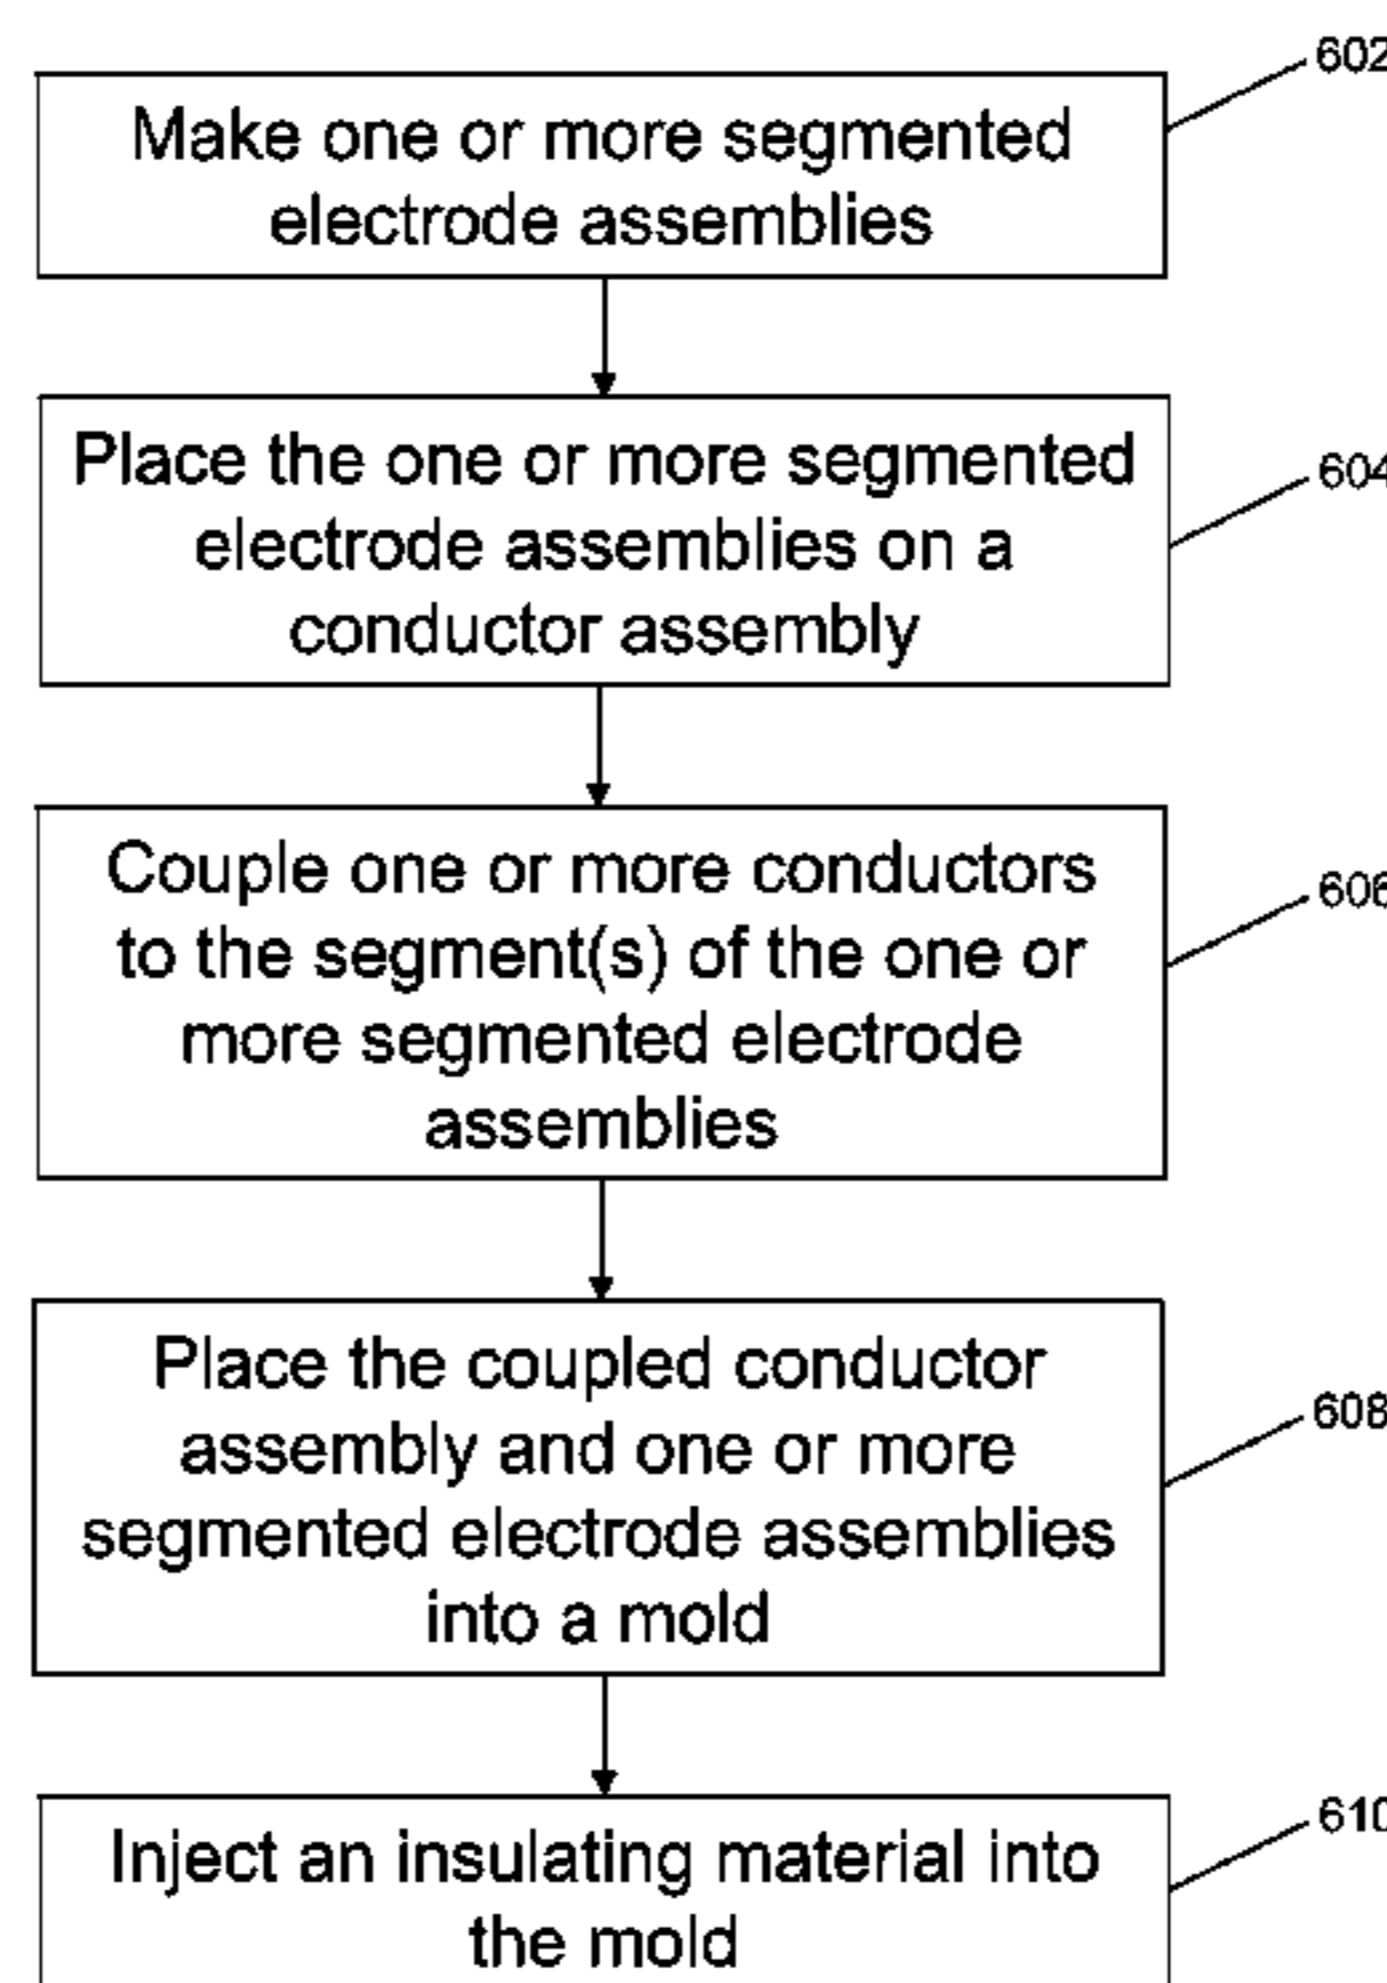 602
Make one or more segmented
electrode assemblies
Place the one or more segmented
electrode assemblies on a
conductor assembly
604
Couple one or more conductors
to the segment(s) of the one or
more segmented electrode
assemblies
606
Place the coupled conductor
assembly and one or more
segmented electrode assemblies
into a mold
608
Inject an insulating material into
the mold
610